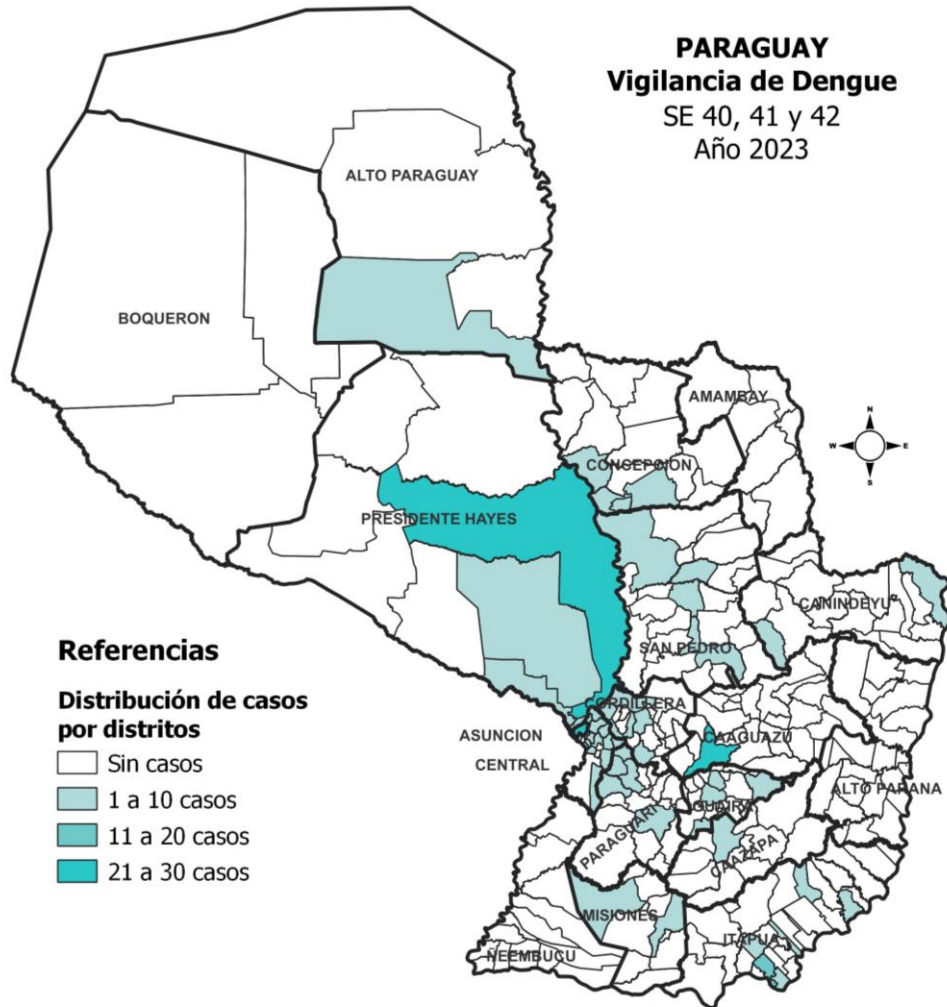 PARAGUAY
Vigilancia de Dengue
SE 40, 41 y 42
Año 2023
ALTO PARAGUAY
BOQUERON
AMAMBAY
N
W
E
S
CONCEPCION
PRESIDENTE HAYES
CANINDEYU
SAN PEDRO
Referencias
Distribución de casos
por distritos
Sin casos
1 a 10 casos
11 a 20 casos
21 a 30 casos
ORDILLERA
ASUNCION
CENTRAL
CAAGUAZU
ALTO PARANA
GUAIRA
PARAGUARI
CAAZAPA
MISIONES
ITAPUA
ÑEEMBUCU